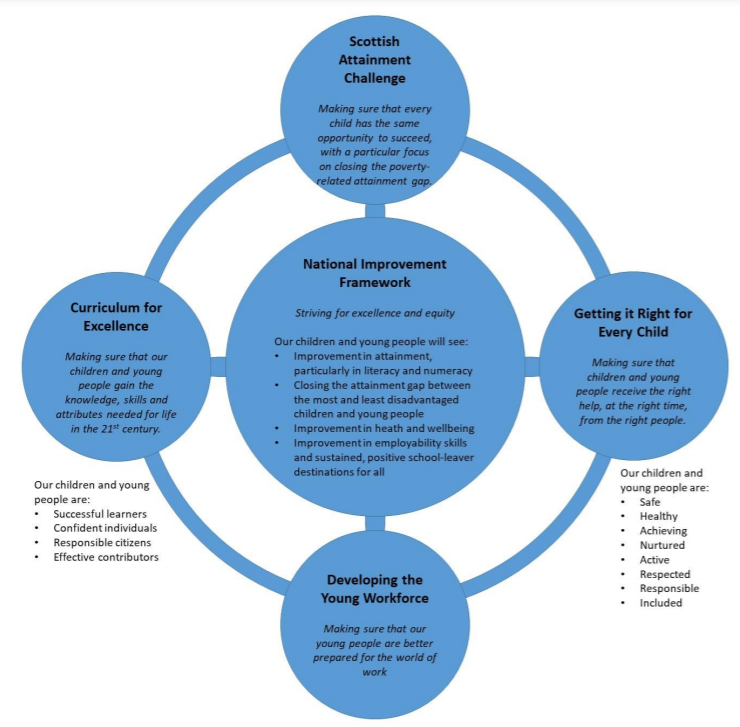 Scottish
Attainment
Challenge
Making sure that every
child has the same
opportunity to succeed,
with a particular focus
on closing the poverty-
related attainment gap.
National Improvement
Framework
Striving for excellence and equity
Our children and young people will see:
• Improvement in attainment,
particularly in literacy and numeracy
• Closing the attainment gap between
the most and least disadvantaged
children and young people
• Improvement in heath and wellbeing
• Improvement in employability skills
and sustained, positive school-leaver
destinations for all
Curriculum for
Excellence
Making sure that our
children and young
people gain the
knowledge, skills and
attributes needed for life
in the 21st century.
Our children and young
people are:
• Successful learners
• Confident individuals
• Responsible citizens
• Effective contributors
Getting it Right for
Every Child
Making sure that
children and young
people receive the right
help, at the right time,
from the right people.
Our children and
young people are:
• Safe
• Healthy
• Achieving
• Nurtured
• Active
• Respected
• Responsible
• Included
Developing the
Young Workforce
Making sure that our
young people are better
prepared for the world of
work